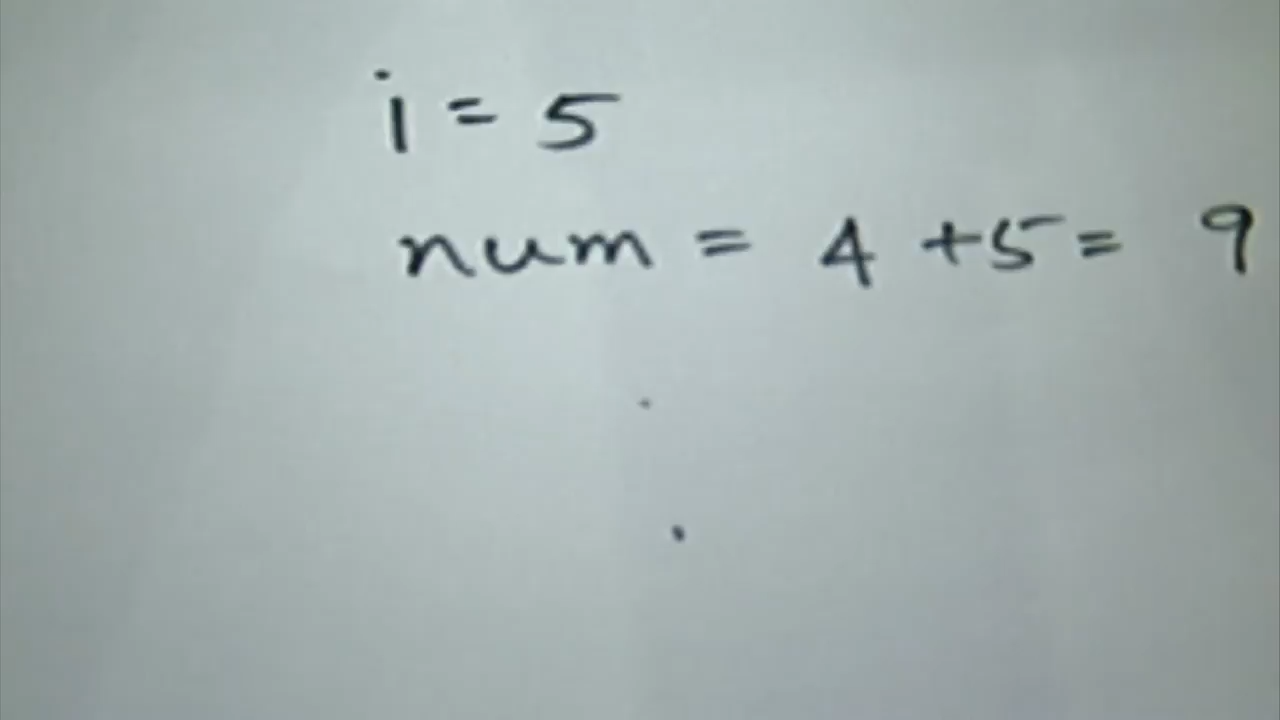 i = 5
num = 4 +5 = 9